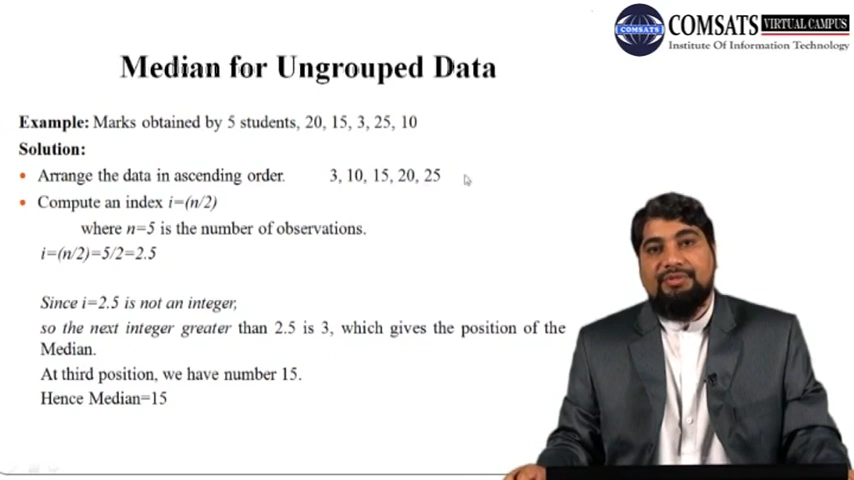 COMSATS
COMSATS VIRTUAL CAMPUS
Institute Of Information Technology
Median for Ungrouped Data
Example: Marks obtained by 5 students, 20, 15, 3, 25, 10
Solution:
• Arrange the data in ascending order. 3, 10, 15, 20, 25
• Compute an index i=(n/2)
where n=5 is the number of observations.
i=(n/2)=5/2=2.5
Since i=2.5 is not an integer,
so the next integer greater than 2.5 is 3, which gives the position of the
Median.
At third position, we have number 15.
Hence Median=15